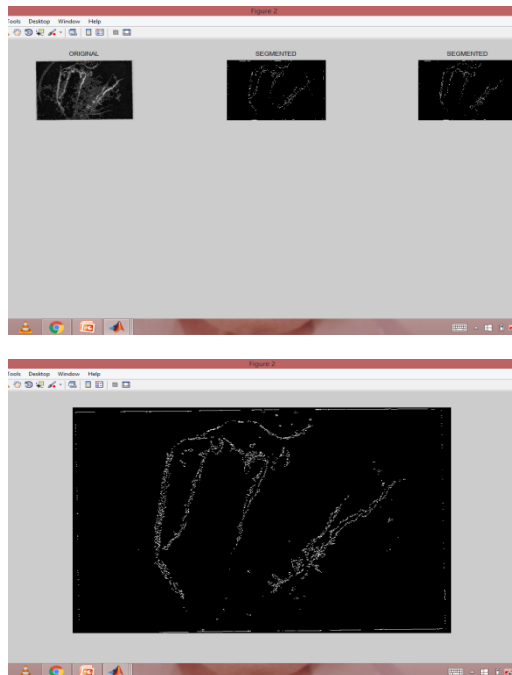 Figure 2
Tools Desktop Window Help
ORIGINAL SEGMENTED SEGMENTED
Figure 2
Tools Desktop Window Help